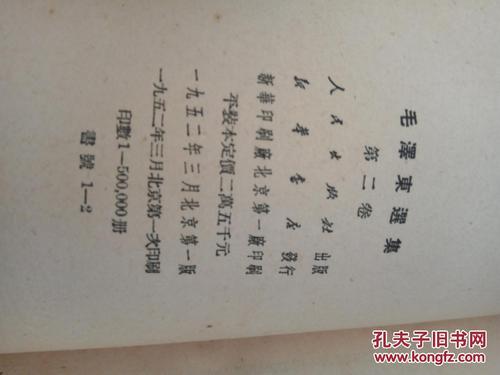 毛澤東選集
第二卷
人民出版社 出版
新華書店 發行
新華印刷廠北京第一廠印刷
平裝本定價二萬五千元
一九五二年三月北京第一版
一九五二年三月北京第一次印刷
印數1—500,000册
書號 1—2
孔夫子旧书网
www.kongfz.com